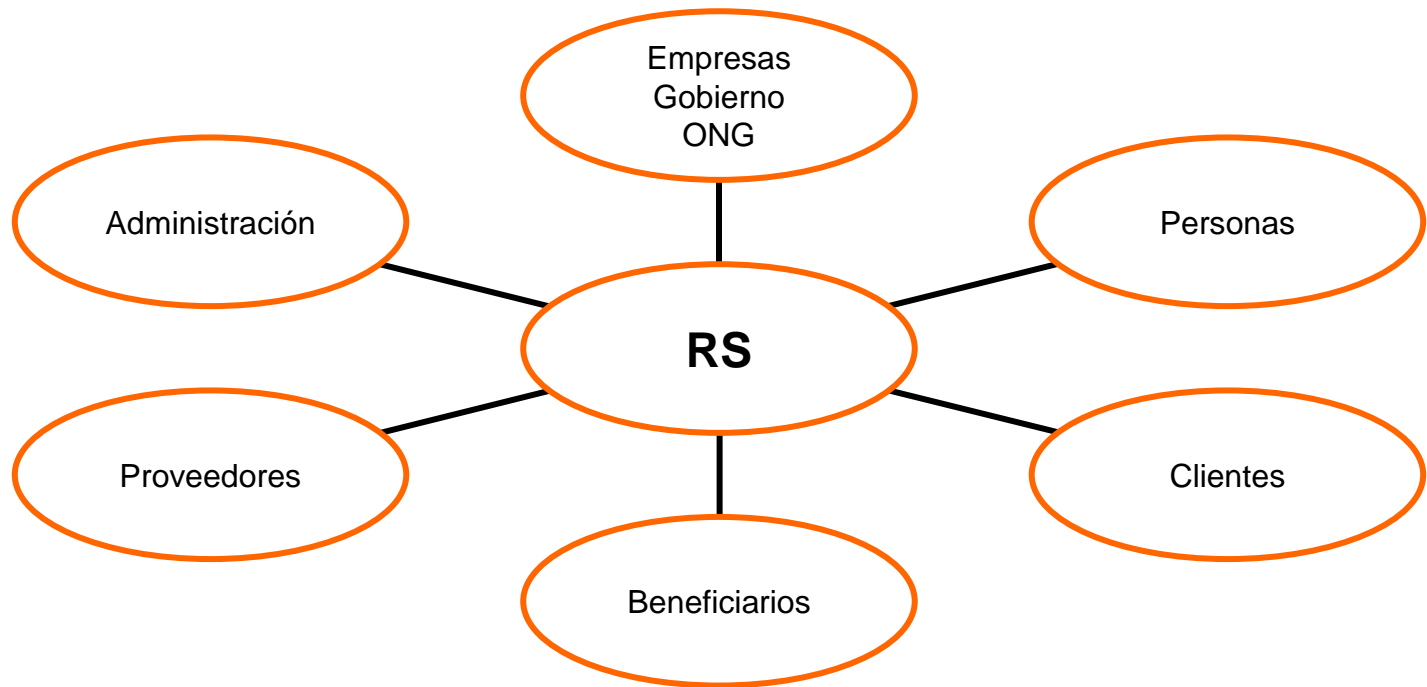 Empresas
Gobierno
ONG
Administración
Personas
RS
Proveedores
Clientes
Beneficiarios